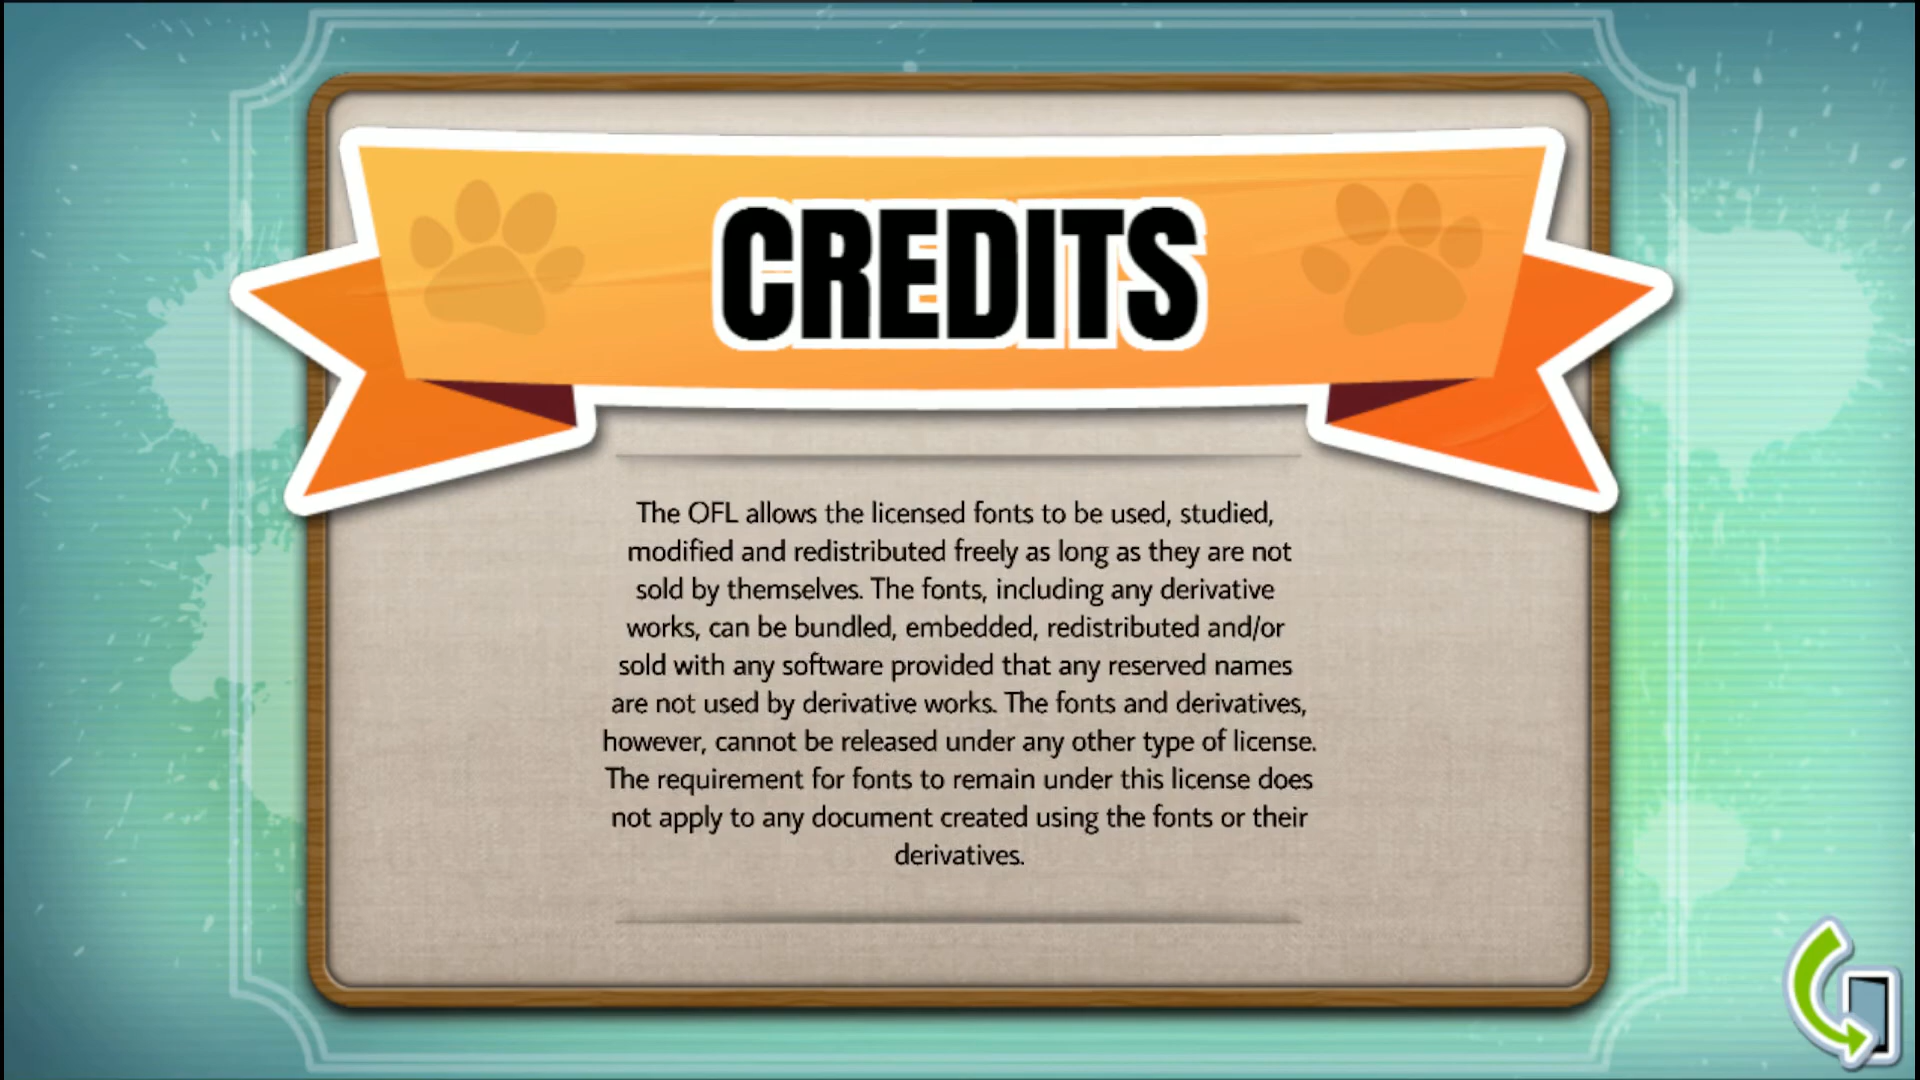 CREDITS
The OFL allows the licensed fonts to be used, studied,
modified and redistributed freely as long as they are not
sold by themselves. The fonts, including any derivative
works, can be bundled, embedded, redistributed and/or
sold with any software provided that any reserved names
are not used by derivative works. The fonts and derivatives,
however, cannot be released under any other type of license.
The requirement for fonts to remain under this license does
not apply to any document created using the fonts or their
derivatives.